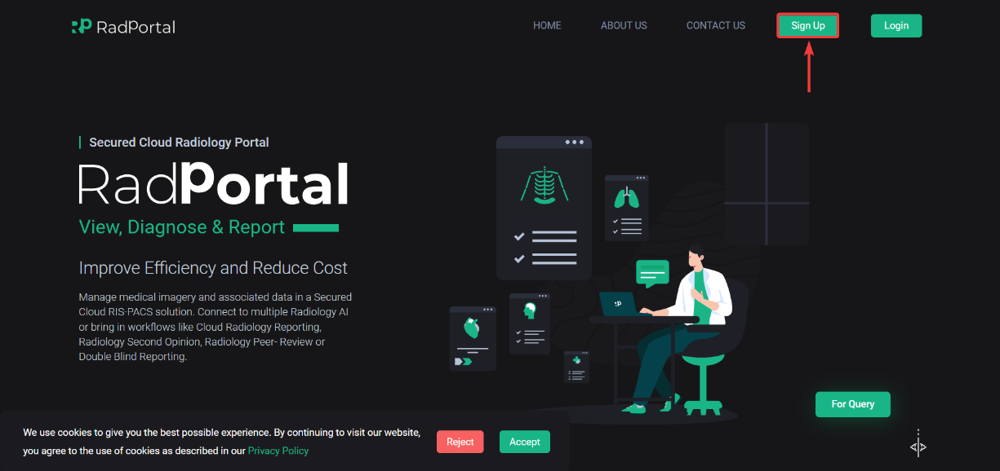 RadPortal
HOME
ABOUT US
CONTACT US
Sign Up
Login
Secured Cloud Radiology Portal
RadPortal
View, Diagnose & Report
Improve Efficiency and Reduce Cost
Manage medical imagery and associated data in a Secured
Cloud RIS-PACS solution. Connect to multiple Radiology AI
or bring in workflows like Cloud Radiology Reporting,
Radiology Second Opinion, Radiology Peer- Review or
Double Blind Reporting.
For Query
We use cookies to give you the best possible experience. By continuing to visit our website,
you agree to the use of cookies as described in our Privacy Policy
Reject
Accept